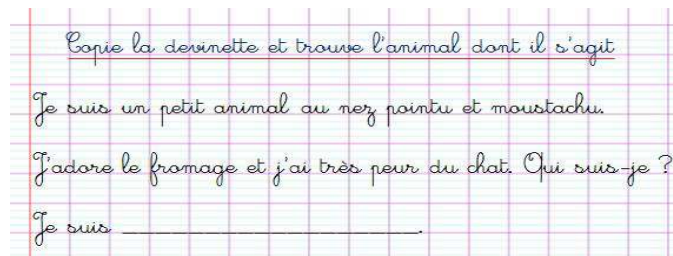 Copie la devinette et trouve l'animal dont il s'agit
Je suis un petit animal au nez pointu et moustachu.
J'adore le fromage et j'ai très peur du chat. Qui suis-je ?
Je suis ______________________.